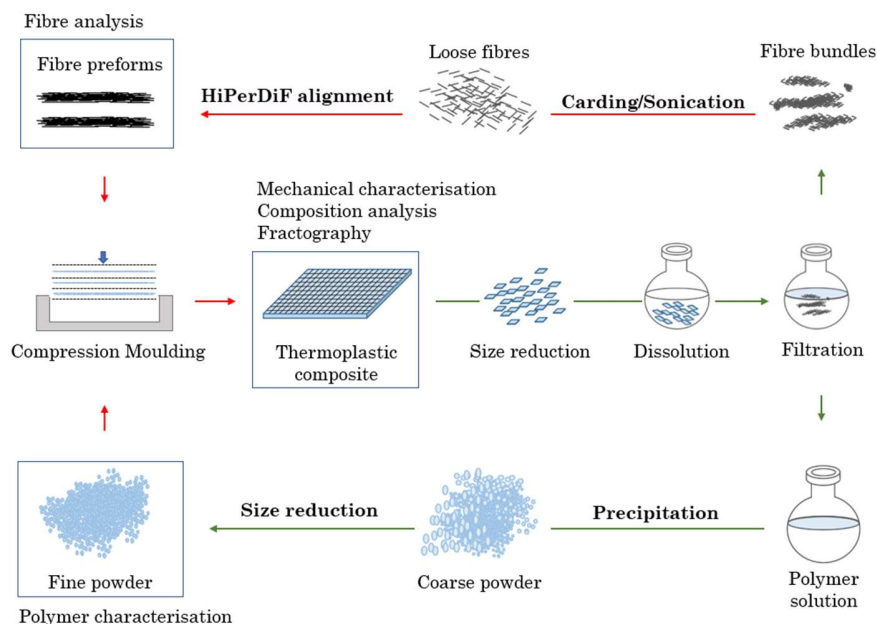 Fibre analysis
Fibre preforms
HiPerDiF alignment
Loose fibres
Carding/Sonication
Fibre bundles
Mechanical characterisation
Composition analysis
Fractography
Compression Moulding
Thermoplastic
composite
Size reduction
Dissolution
Filtration
Size reduction
Precipitation
Fine powder
Coarse powder
Polymer
solution
Polymer characterisation